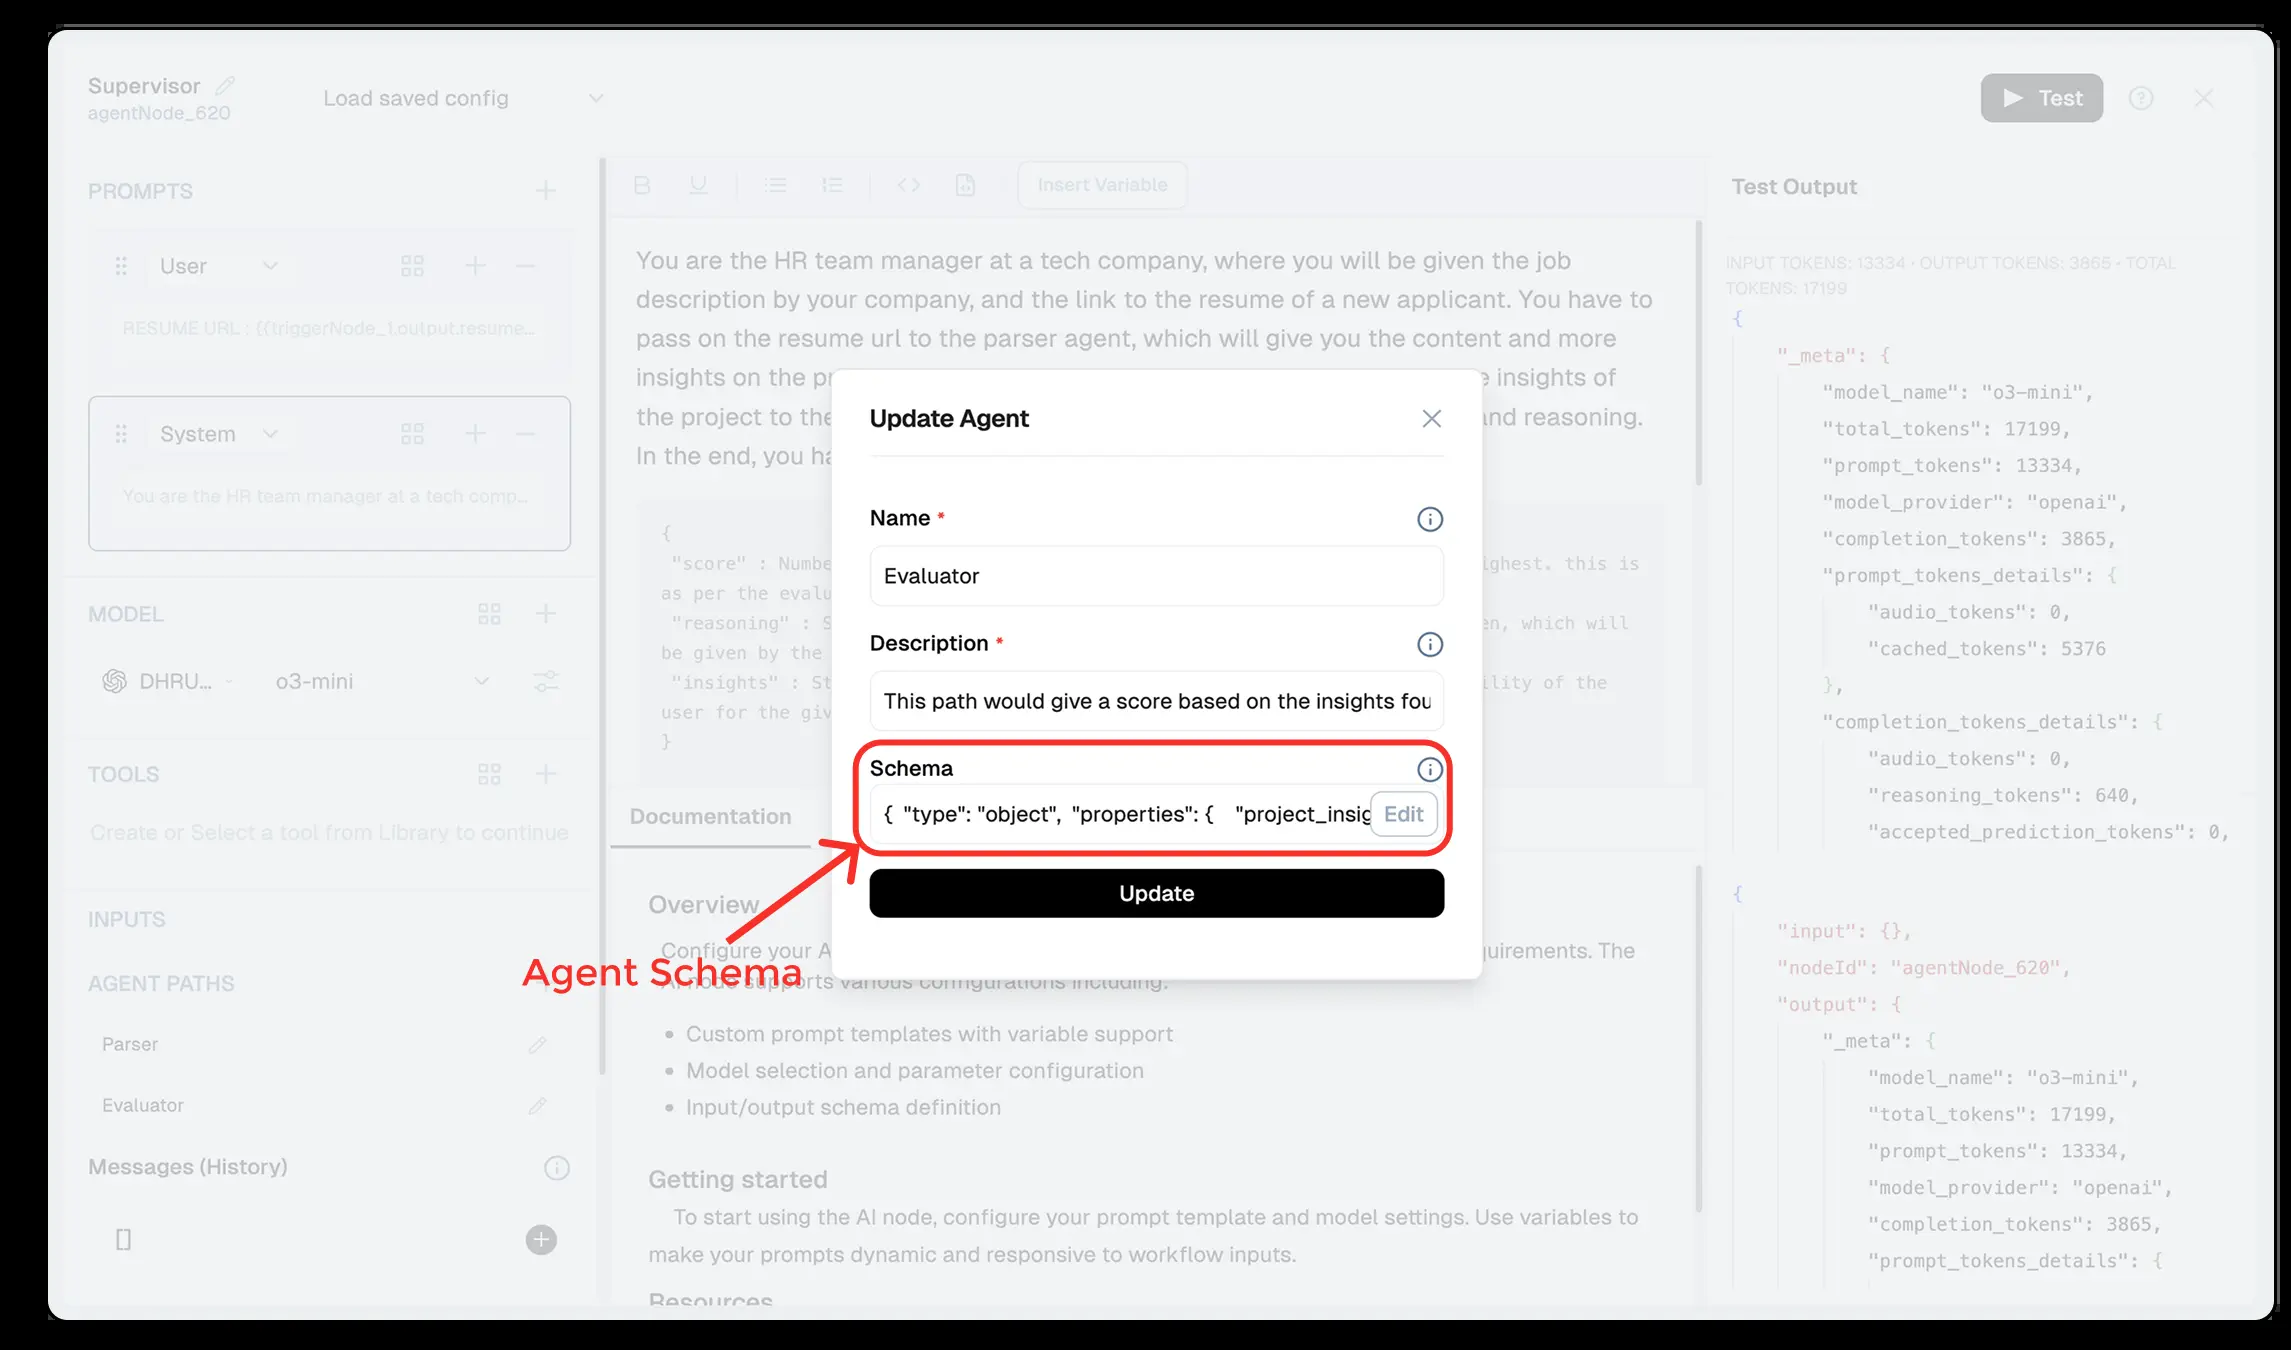 Supervisor
agentNode_620
Load saved config
Test
PROMPTS
User
RESUME URL : {{triggerNode_1.output.resume...
System
You are the HR team manager at a tech comp...
MODEL
DHRU...
o3-mini
TOOLS
Create or Select a tool from Library to continue
INPUTS
AGENT PATHS
Parser
Evaluator
Messages (History)
[]
B U Insert Variable
You are the HR team manager at a tech company, where you will be given the job
description by your company, and the link to the resume of a new applicant. You have to
pass on the resume url to the parser agent, which will give you the content and more
insights on the pr e insights of
the project to the and reasoning.
In the end, you ha
{
"score" : Numbe ighest. this is
as per the evalu
"reasoning" : S en, which will
be given by the
"insights" : St ility of the
user for the giv
}
Update Agent
Name *
Evaluator
Description *
This path would give a score based on the insights fou
Schema
{ "type": "object", "properties": { "project_insig
Edit
Update
Agent Schema
Documentation
Overview
Configure your A uirements. The
AI node supports various configurations including:
• Custom prompt templates with variable support
• Model selection and parameter configuration
• Input/output schema definition
Getting started
To start using the AI node, configure your prompt template and model settings. Use variables to
make your prompts dynamic and responsive to workflow inputs.
Resources
Test Output
INPUT TOKENS: 13334 • OUTPUT TOKENS: 3865 • TOTAL
TOKENS: 17199
{
"_meta": {
"model_name": "o3-mini",
"total_tokens": 17199,
"prompt_tokens": 13334,
"model_provider": "openai",
"completion_tokens": 3865,
"prompt_tokens_details": {
"audio_tokens": 0,
"cached_tokens": 5376
},
"completion_tokens_details": {
"audio_tokens": 0,
"reasoning_tokens": 640,
"accepted_prediction_tokens": 0,
{
"input": {},
"nodeId": "agentNode_620",
"output": {
"_meta": {
"model_name": "o3-mini",
"total_tokens": 17199,
"prompt_tokens": 13334,
"model_provider": "openai",
"completion_tokens": 3865,
"prompt_tokens_details": {